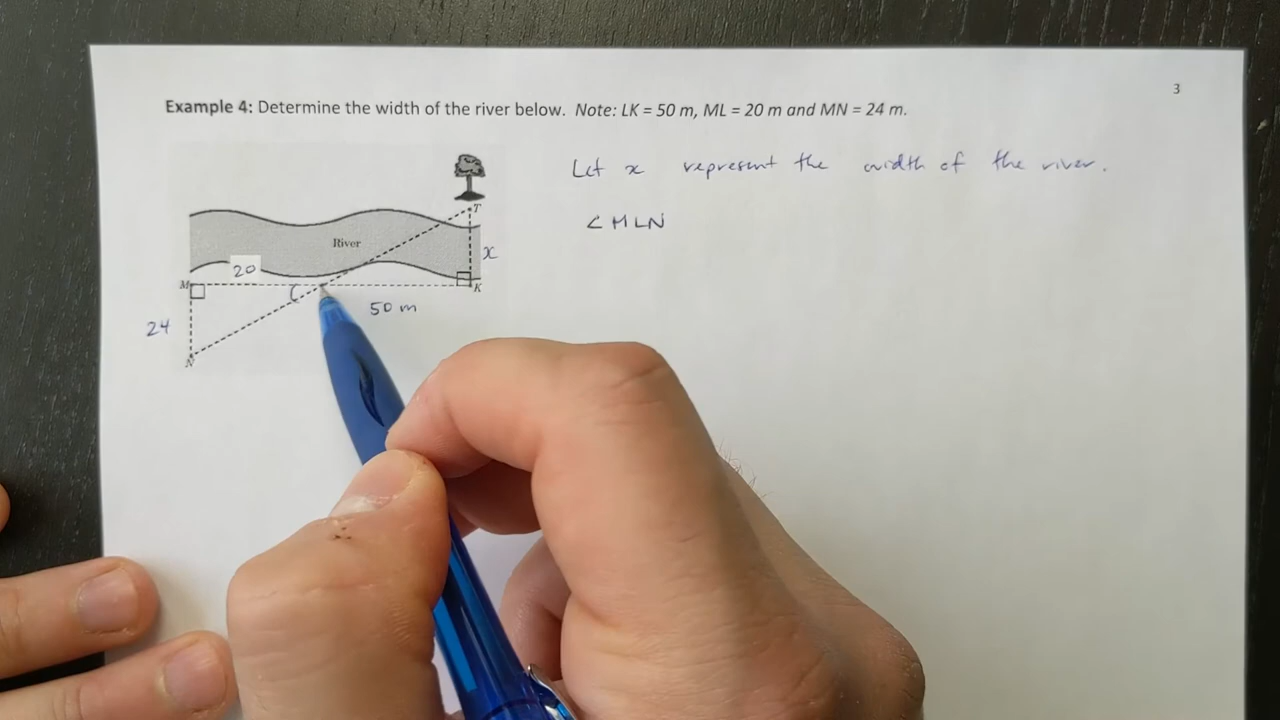 3
Example 4: Determine the width of the river below. Note: LK = 50 m, ML = 20 m and MN = 24 m.
Let x represent the width of the river.
∠MLN
T
River
x
20
M
K
50 m
24
N